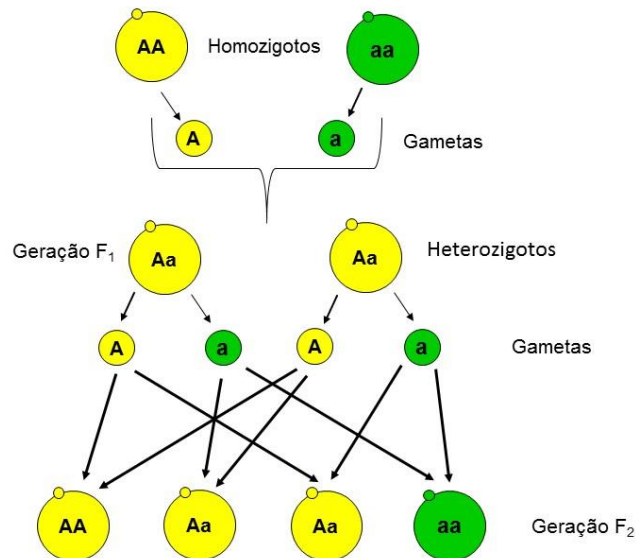 AA Homozigotos aa
A a Gametas
Geração F₁ Aa Aa Heterozigotos
A a A a Gametas
AA Aa Aa aa Geração F₂